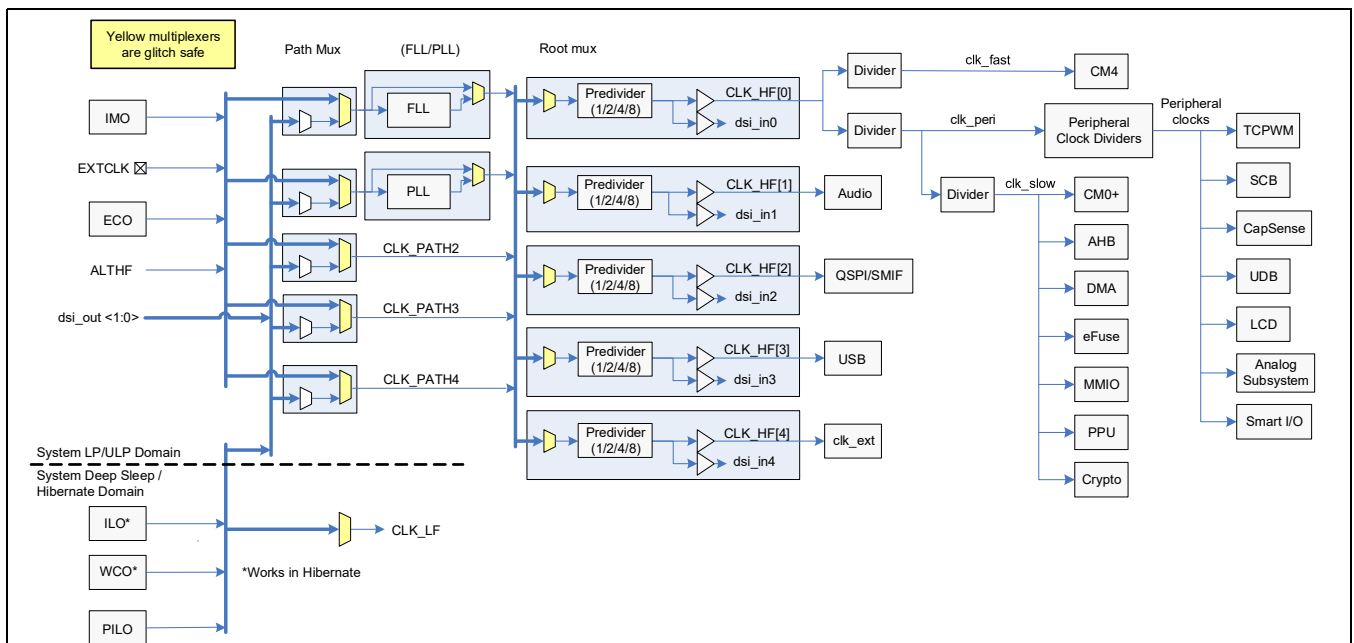 Yellow multiplexers
are glitch safe
Path Mux
(FLL/PLL)
Root mux
IMO
EXTCLK
ECO
ALTHF
dsi_out <1:0>
FLL
PLL
CLK_PATH2
CLK_PATH3
CLK_PATH4
Predivider
(1/2/4/8)
CLK_HF[0]
dsi_in0
Predivider
(1/2/4/8)
CLK_HF[1]
dsi_in1
Predivider
(1/2/4/8)
CLK_HF[2]
dsi_in2
Predivider
(1/2/4/8)
CLK_HF[3]
dsi_in3
Predivider
(1/2/4/8)
CLK_HF[4]
dsi_in4
Audio
QSPI/SMIF
USB
clk_ext
Divider
clk_fast
CM4
Divider
clk_peri
Peripheral
Clock Dividers
Peripheral
clocks
Divider
clk_slow
CM0+
AHB
DMA
eFuse
MMIO
PPU
Crypto
TCPWM
SCB
CapSense
UDB
LCD
Analog
Subsystem
Smart I/O
System LP/ULP Domain
System Deep Sleep /
Hibernate Domain
ILO*
WCO*
PILO
CLK_LF
*Works in Hibernate